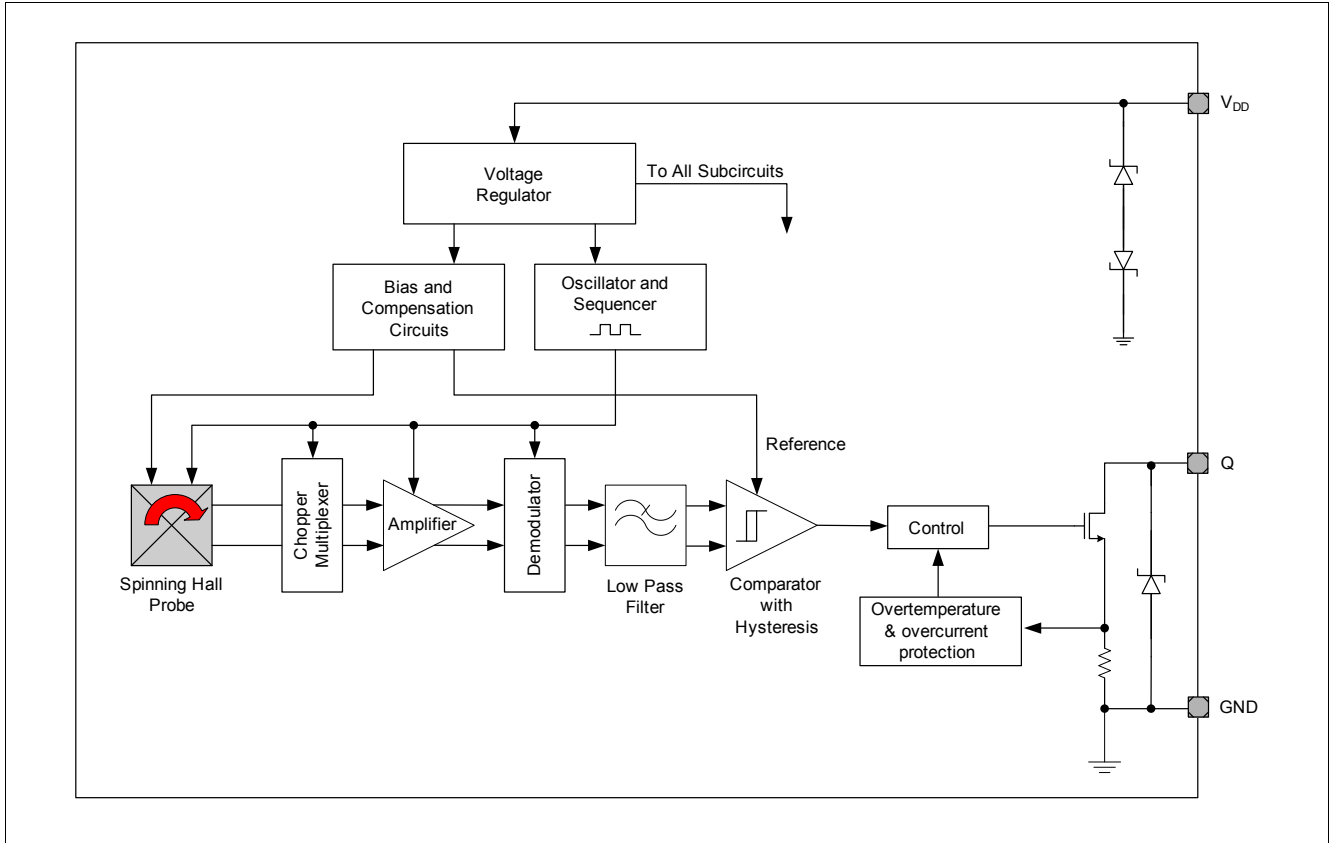 V_DD
Voltage
Regulator
To All Subcircuits
Bias and
Compensation
Circuits
Oscillator and
Sequencer
Reference
Q
Chopper
Multiplexer
Amplifier
Demodulator
Control
Spinning Hall
Probe
Low Pass
Filter
Comparator
with
Hysteresis
Overtemperature
& overcurrent
protection
GND